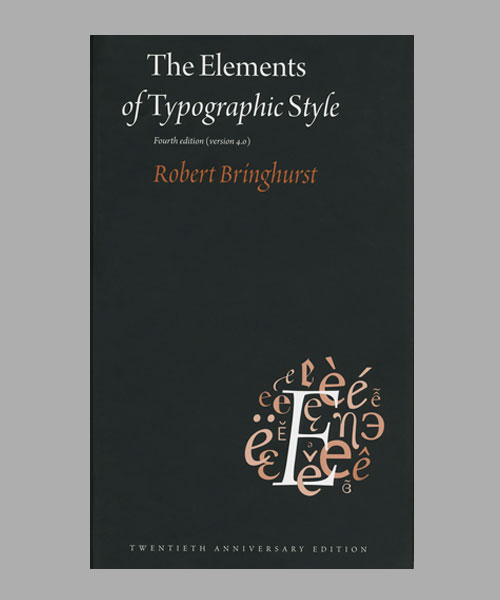 The Elements
of Typographic Style
Fourth edition (version 4.0)
Robert Bringhurst
TWENTIETH ANNIVERSARY EDITION